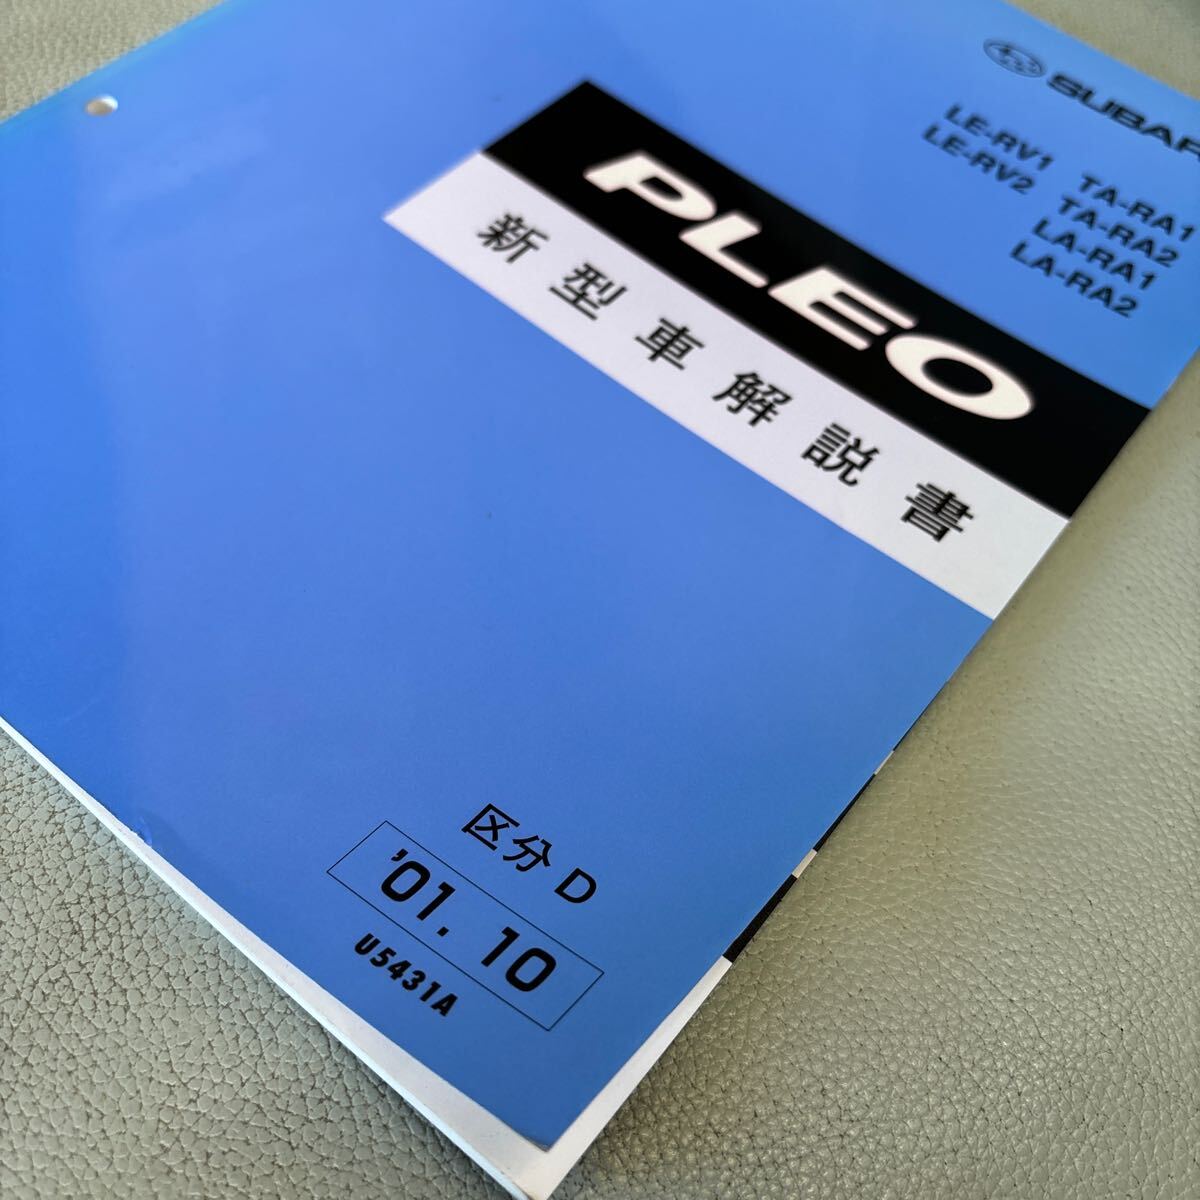 SUBAR
LE-RV1 TA-RA1
LE-RV2 TA-RA2
LA-RA1
LA-RA2
PLEO
新型車解説書
区分 D
'01. 10
U5431A